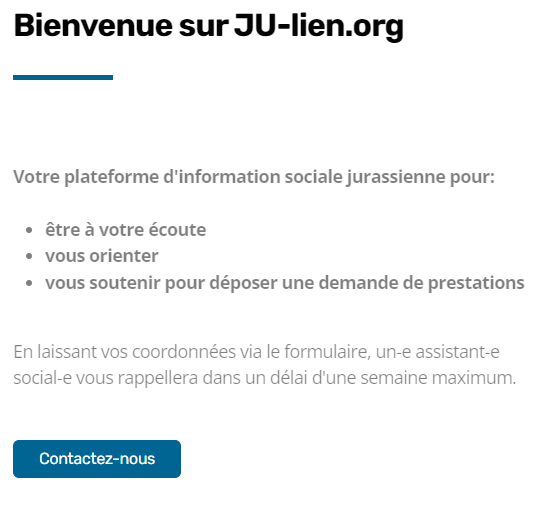 Bienvenue sur JU-lien.org
Votre plateforme d'information sociale jurassienne pour:
• être à votre écoute
• vous orienter
• vous soutenir pour déposer une demande de prestations
En laissant vos coordonnées via le formulaire, un-e assistant-e
social-e vous rappellera dans un délai d'une semaine maximum.
Contactez-nous